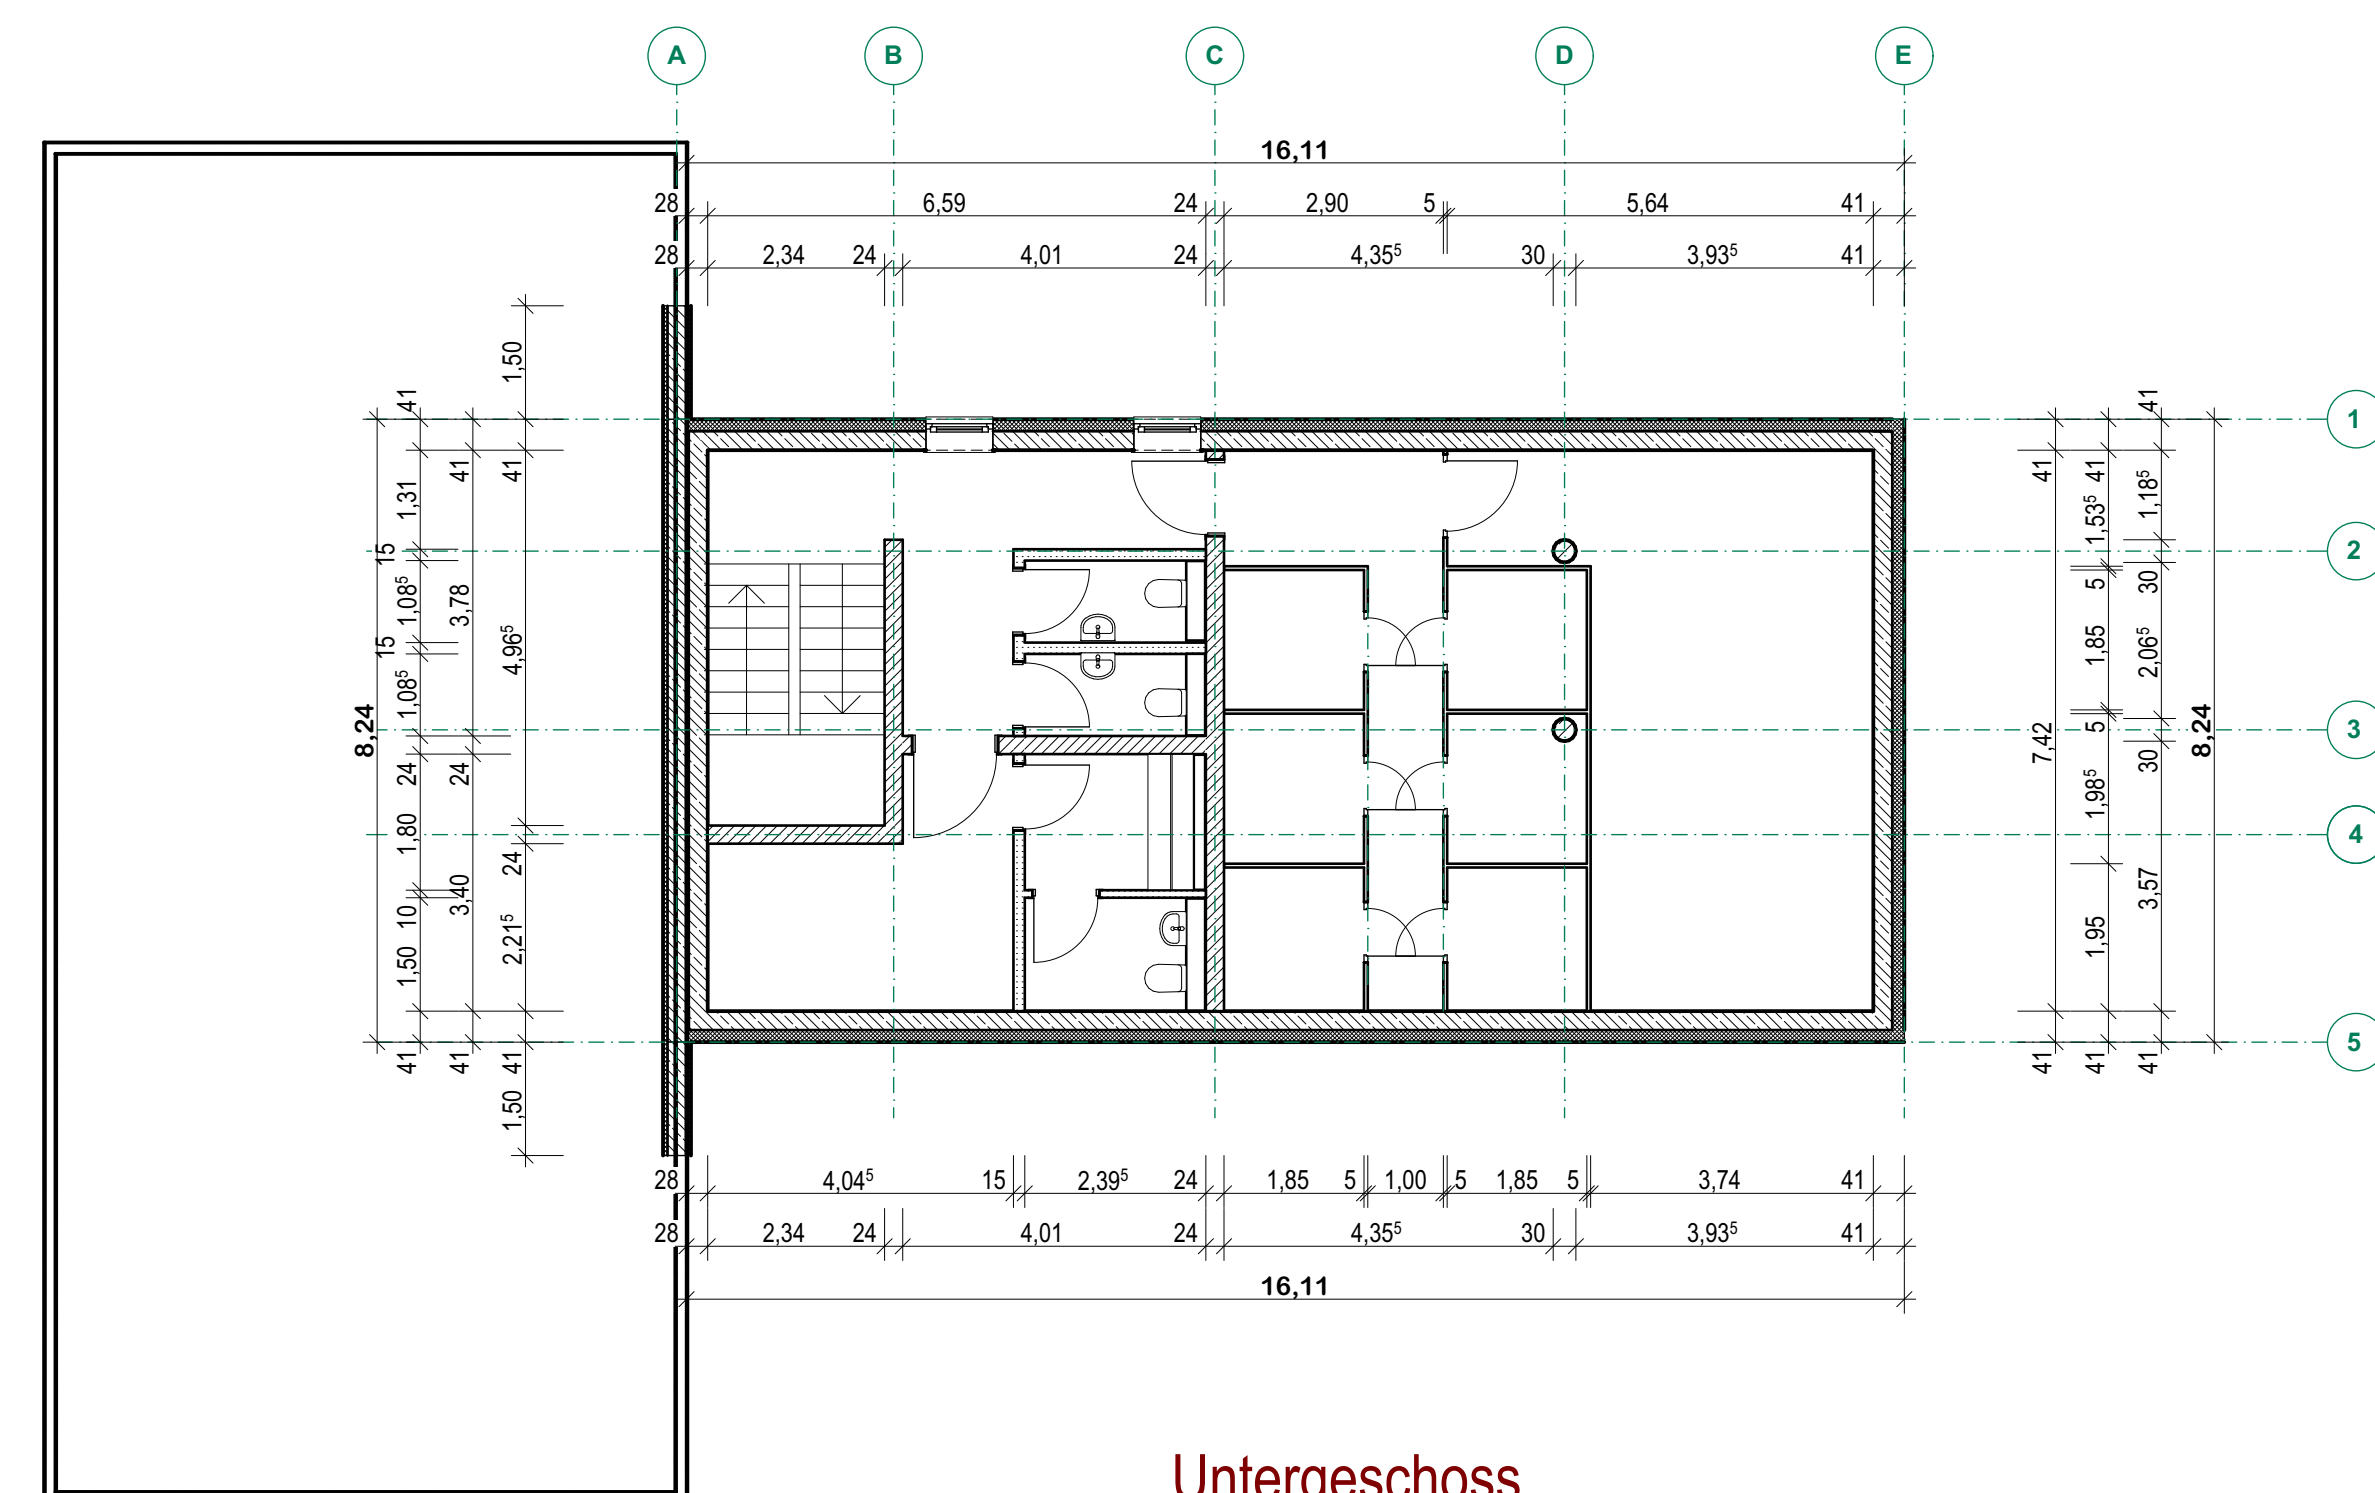 A B C D E
16,11
28 6,59 24 2,90 5 5,64 41
28 2,34 24 4,01 24 4,35⁵ 30 3,93⁵ 41
8,24
41 1,31 15 1,08⁵ 15 1,08⁵ 24 1,80 10 1,50 41
41 3,78 24 3,40 41
1,50 41 4,96⁵ 24 2,21⁵ 41 1,50
41 7,42 41
41 1,53⁵ 5 1,85 5 1,98⁵ 1,95 41
41 1,18⁵ 30 2,06⁵ 30 3,57 41
8,24
1
2
3
4
5
28 4,04⁵ 15 2,39⁵ 24 1,85 5 1,00 5 1,85 5 3,74 41
28 2,34 24 4,01 24 4,35⁵ 30 3,93⁵ 41
16,11
Untergeschoss